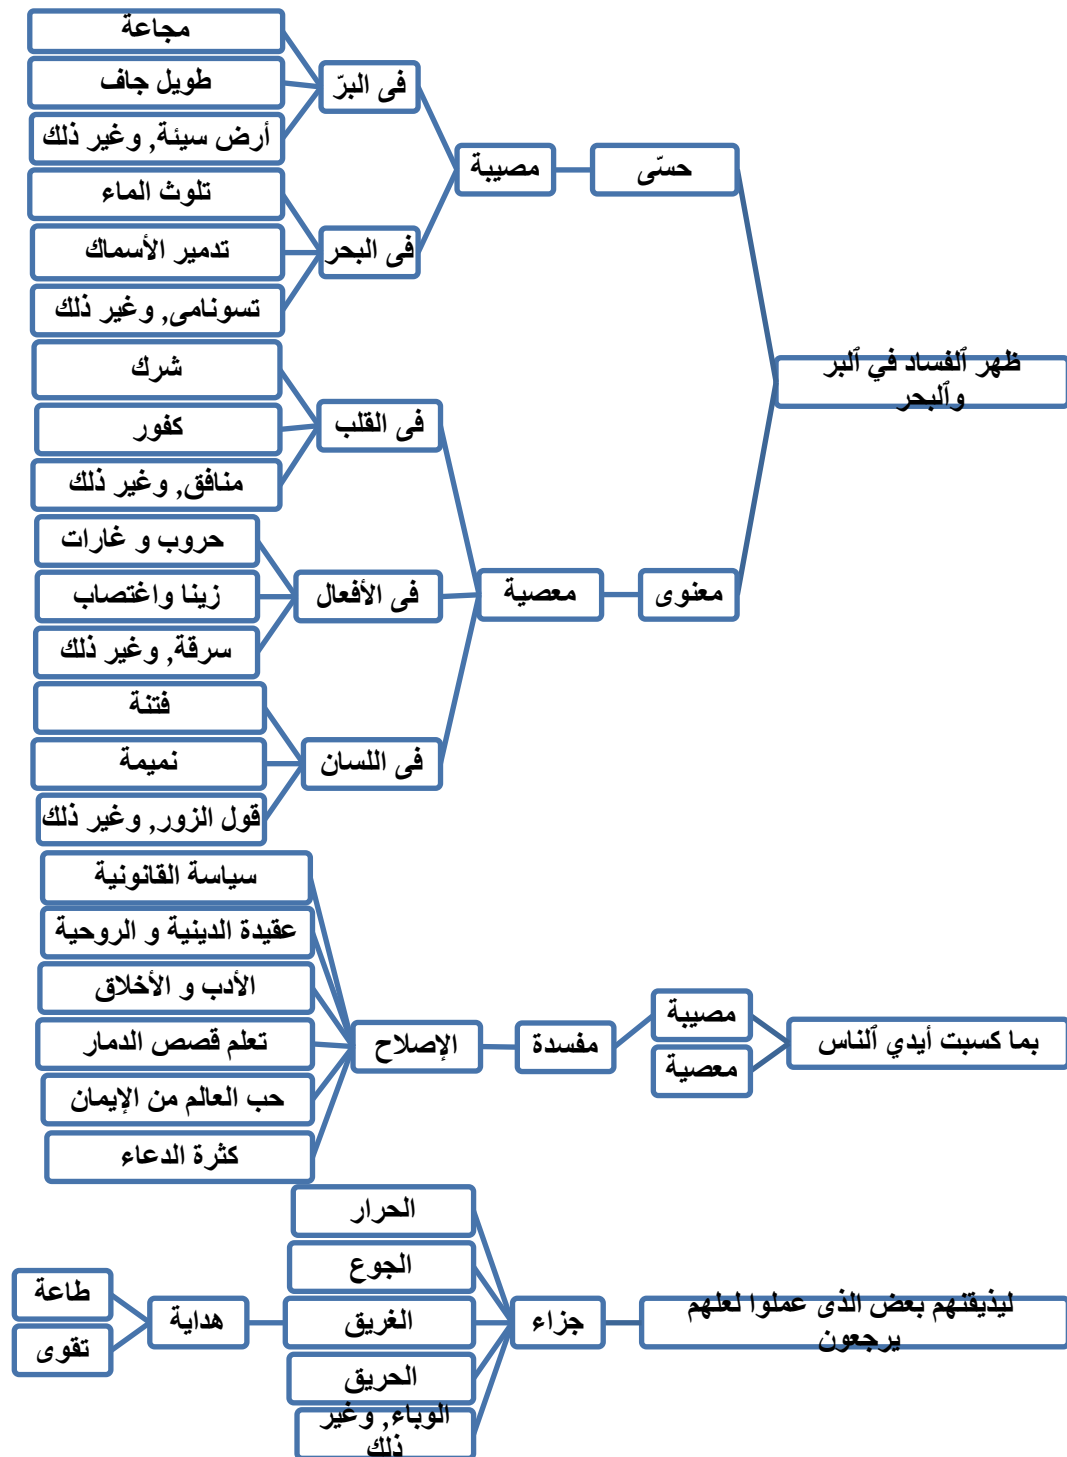 ظهر ٱلفساد في ٱلبر
وٱلبحر
حسّى
مصيبة
فى البرّ
مجاعة
طويل جاف
أرض سيئة, وغير ذلك
فى البحر
تلوث الماء
تدمير الأسماك
تسونامى, وغير ذلك
معنوى
معصية
فى القلب
شرك
كفور
منافق, وغير ذلك
فى الأفعال
حروب و غارات
زينا واغتصاب
سرقة, وغير ذلك
فى اللسان
فتنة
نميمة
قول الزور, وغير ذلك
بما كسبت أيدي ٱلناس
مصيبة
معصية
مفسدة
الإصلاح
سياسة القانونية
عقيدة الدينية و الروحية
الأدب و الأخلاق
تعلم قصص الدمار
حب العالم من الإيمان
كثرة الدعاء
ليذيقتهم بعض الذى عملوا لعلهم
يرجعون
جزاء
الحرار
الجوع
الغريق
الحريق
الوباء, وغير
ذلك
هداية
طاعة
تقوى